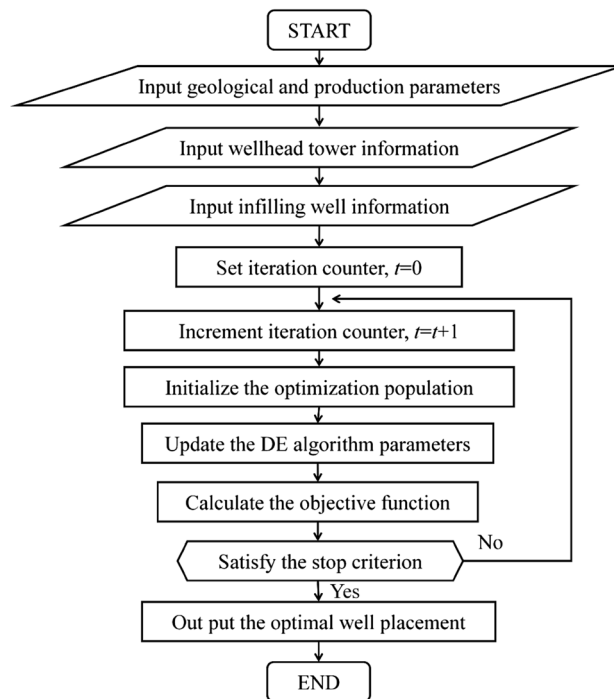 START
Input geological and production parameters
Input wellhead tower information
Input infilling well information
Set iteration counter, t=0
Increment iteration counter, t=t+1
Initialize the optimization population
Update the DE algorithm parameters
Calculate the objective function
Satisfy the stop criterion
No
Yes
Out put the optimal well placement
END